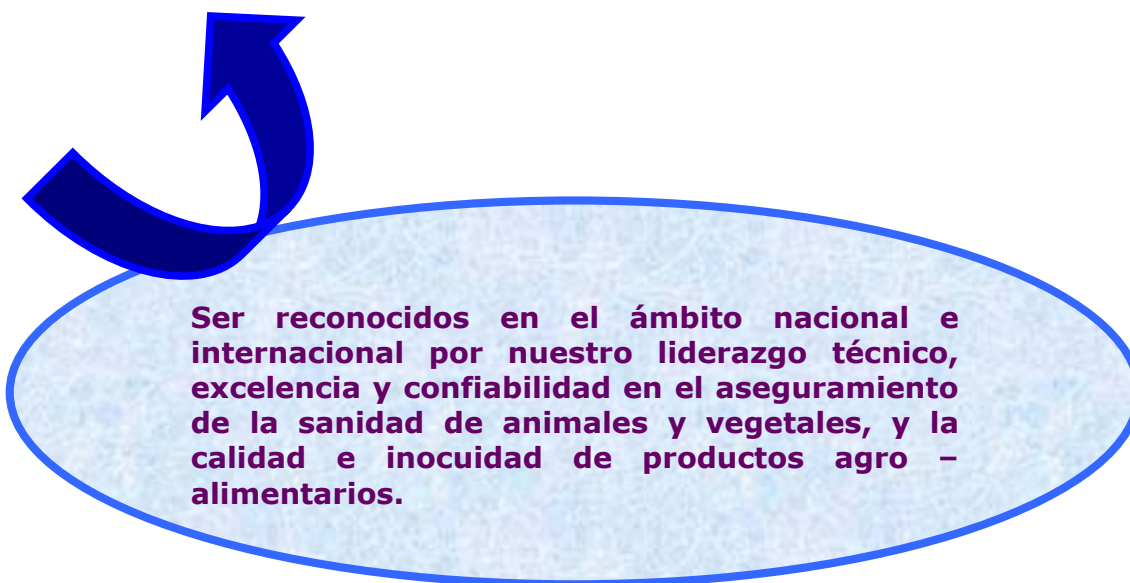 Ser reconocidos en el ámbito nacional e
internacional por nuestro liderazgo técnico,
excelencia y confiabilidad en el aseguramiento
de la sanidad de animales y vegetales, y la
calidad e inocuidad de productos agro –
alimentarios.